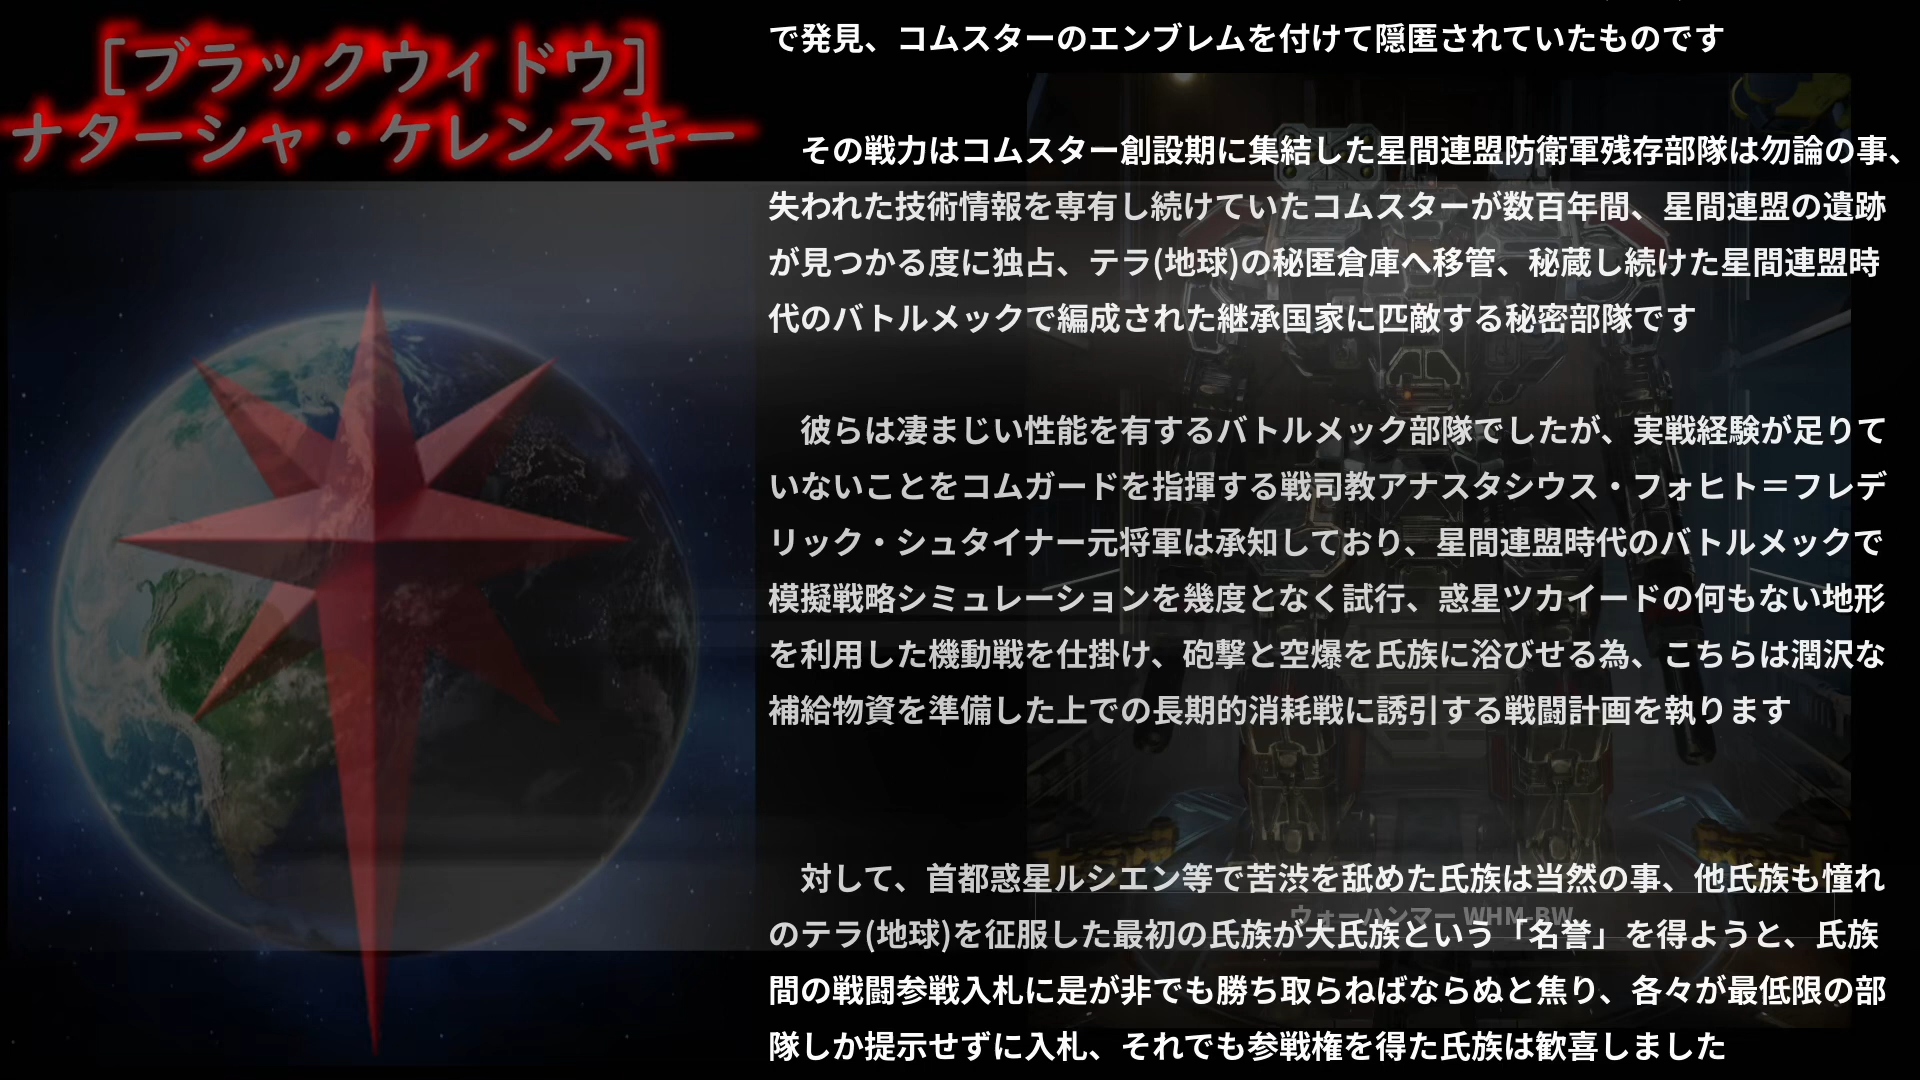 [ブラックウィドウ]
ナターシャ・ケレンスキー
で発見、コムスターのエンブレムを付けて隠匿されていたものです
その戦力はコムスター創設期に集結した星間連盟防衛軍残存部隊は勿論の事、
失われた技術情報を専有し続けていたコムスターが数百年間、星間連盟の遺跡
が見つかる度に独占、テラ(地球)の秘匿倉庫へ移管、秘蔵し続けた星間連盟時
代のバトルメックで編成された継承国家に匹敵する秘密部隊です
彼らは凄まじい性能を有するバトルメック部隊でしたが、実戦経験が足りて
いないことをコムガードを指揮する戦司教アナスタシウス・フォヒト＝フレデ
リック・シュタイナー元将軍は承知しており、星間連盟時代のバトルメックで
模擬戦略シミュレーションを幾度となく試行、惑星ツカイードの何もない地形
を利用した機動戦を仕掛け、砲撃と空爆を氏族に浴びせる為、こちらは潤沢な
補給物資を準備した上での長期的消耗戦に誘引する戦闘計画を執ります
対して、首都惑星ルシエン等で苦渋を舐めた氏族は当然の事、他氏族も憧れ
ウォーハンマー WHM-BW
のテラ(地球)を征服した最初の氏族が大氏族という「名誉」を得ようと、氏族
間の戦闘参戦入札に是が非でも勝ち取らねばならぬと焦り、各々が最低限の部
隊しか提示せずに入札、それでも参戦権を得た氏族は歓喜しました